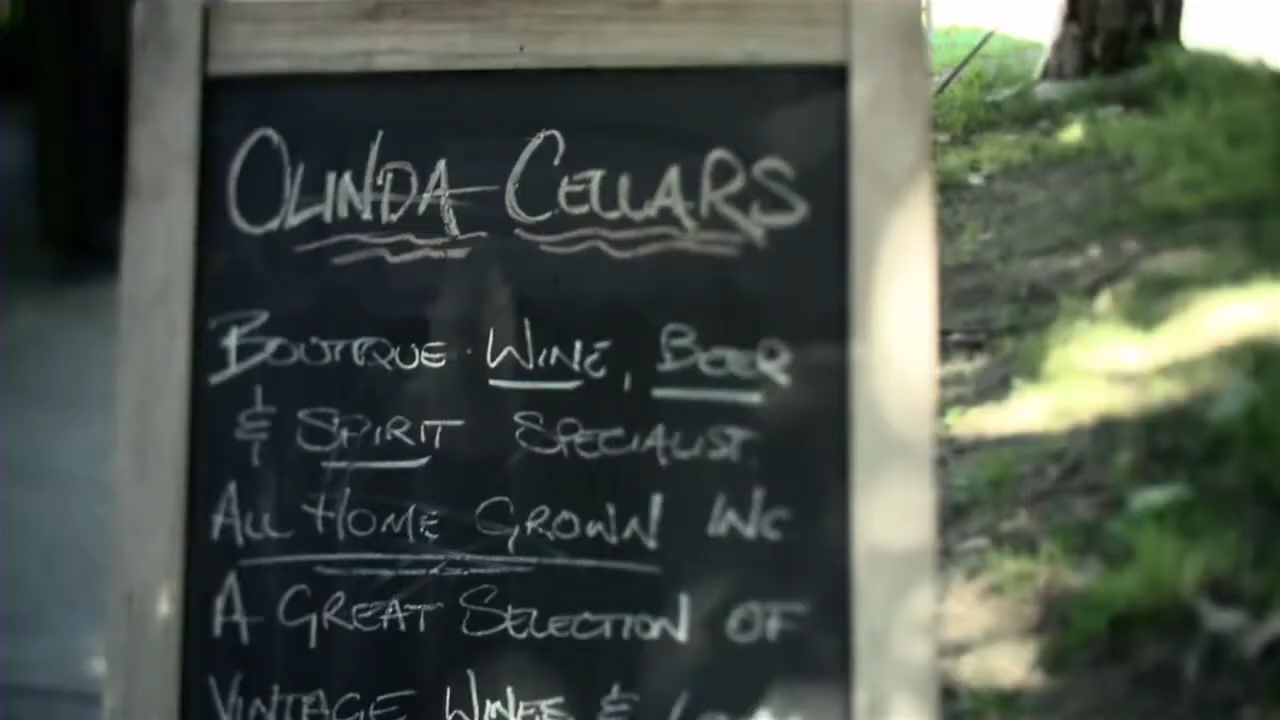 OLINDA CELLARS
BOUTIQUE WINE, BEER
& SPIRIT SPECIALIST
ALL HOME GROWN INC
A GREAT SELECTION OF
VINTAGE WINES &